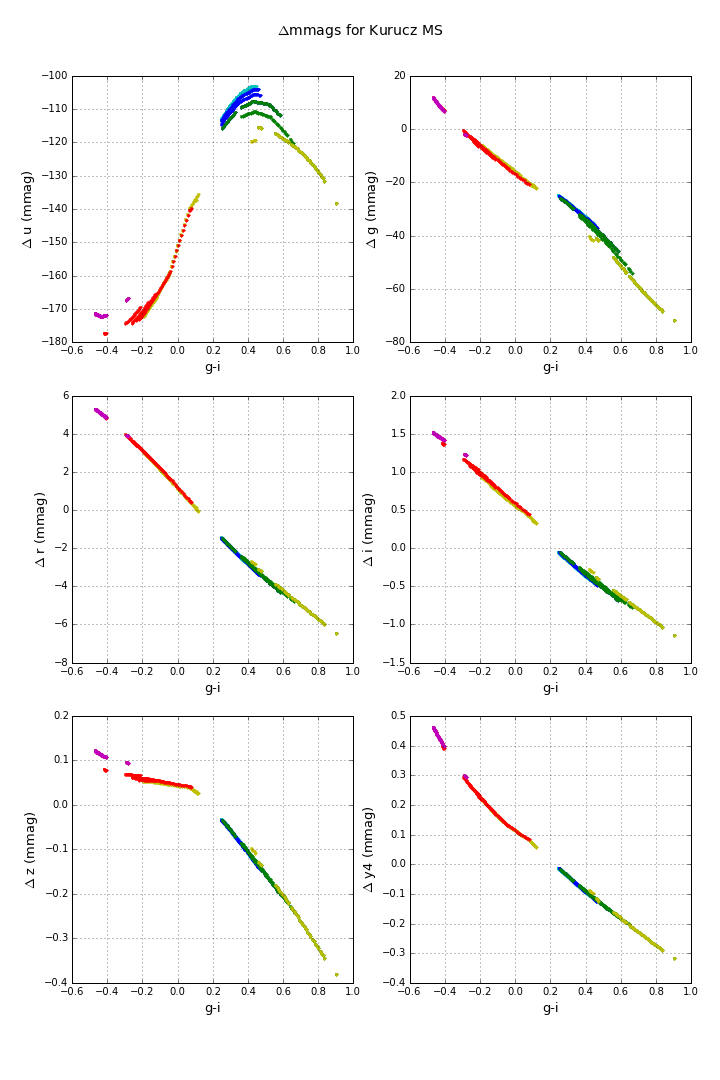 Δmmags for Kurucz MS
−100
−110
−120
−130
−140
−150
−160
−170
−180
−0.6 −0.4 −0.2 0.0 0.2 0.4 0.6 0.8 1.0
g-i
Δ u (mmag)
20
0
−20
−40
−60
−80
−0.6 −0.4 −0.2 0.0 0.2 0.4 0.6 0.8 1.0
g-i
Δ g (mmag)
6
4
2
0
−2
−4
−6
−8
−0.6 −0.4 −0.2 0.0 0.2 0.4 0.6 0.8 1.0
g-i
Δ r (mmag)
2.0
1.5
1.0
0.5
0.0
−0.5
−1.0
−1.5
−0.6 −0.4 −0.2 0.0 0.2 0.4 0.6 0.8 1.0
g-i
Δ i (mmag)
0.2
0.1
0.0
−0.1
−0.2
−0.3
−0.4
−0.6 −0.4 −0.2 0.0 0.2 0.4 0.6 0.8 1.0
g-i
Δ z (mmag)
0.5
0.4
0.3
0.2
0.1
0.0
−0.1
−0.2
−0.3
−0.4
−0.6 −0.4 −0.2 0.0 0.2 0.4 0.6 0.8 1.0
g-i
Δ y4 (mmag)